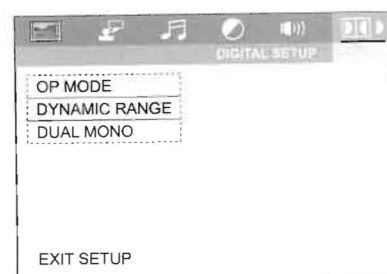 DIGITAL SETUP
OP MODE
DYNAMIC RANGE
DUAL MONO
EXIT SETUP